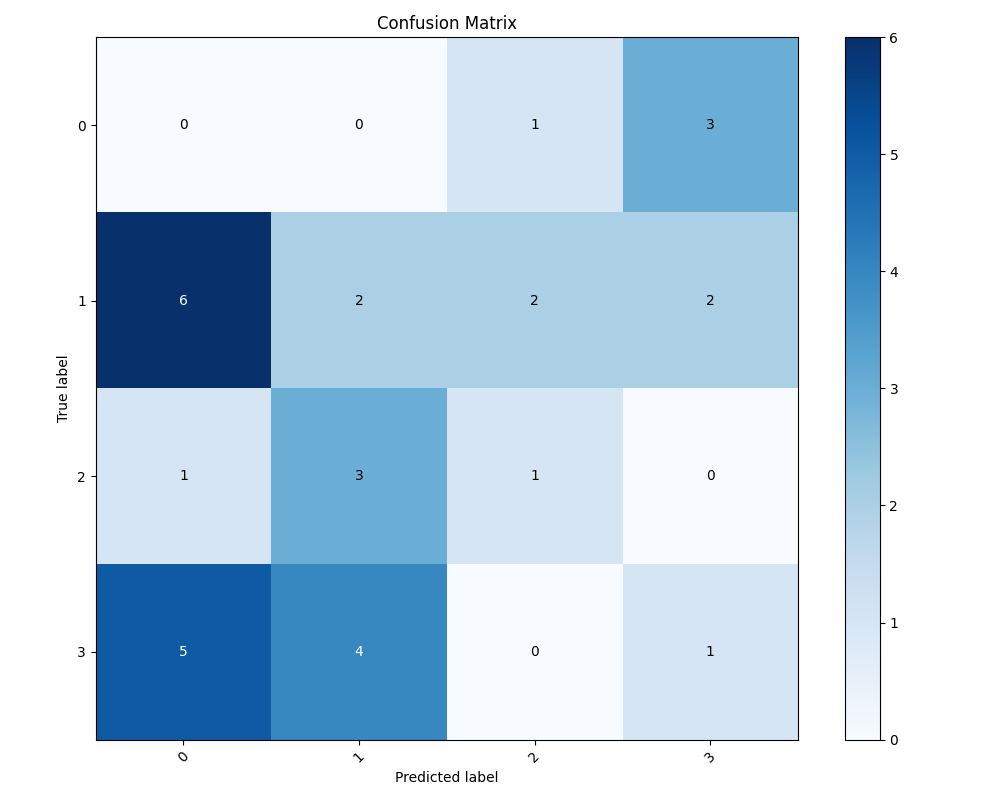 Confusion Matrix
0 0 0 1 3
1 6 2 2 2
2 1 3 1 0
3 5 4 0 1
0 1 2 3
True label
Predicted label
6
5
4
3
2
1
0